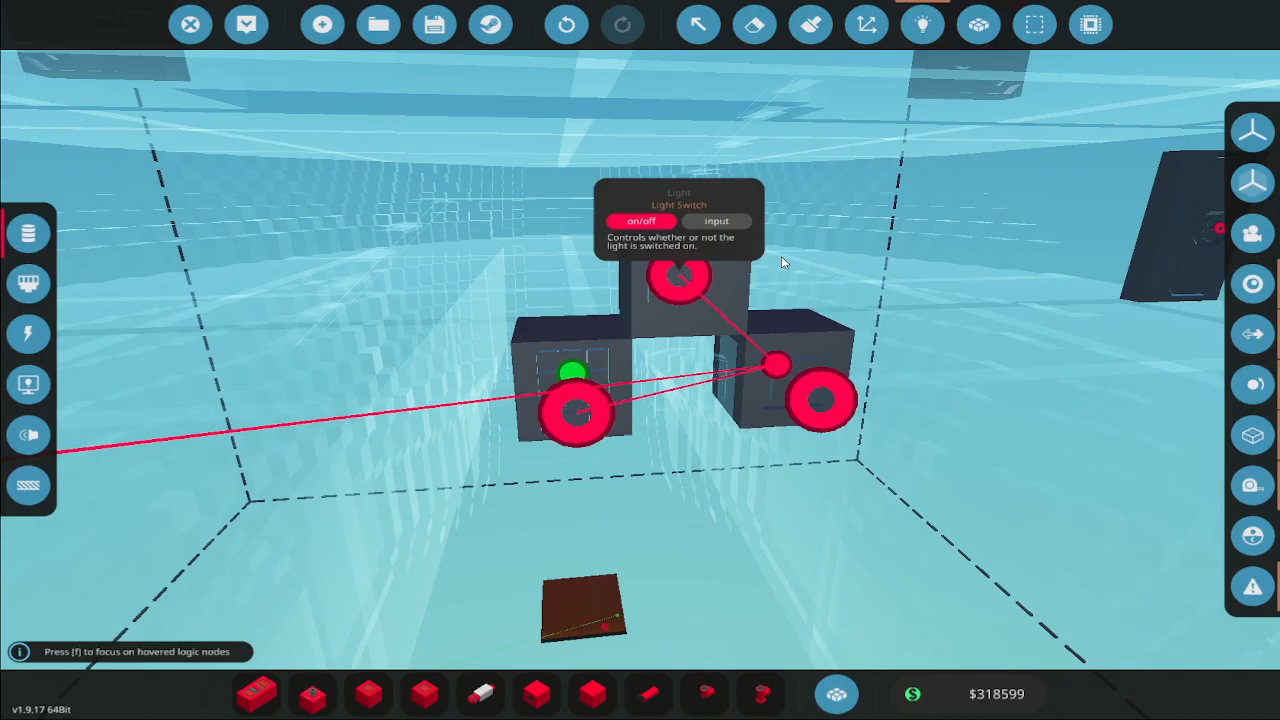 Light
Light Switch
on/off input
Controls whether or not the
light is switched on.
Press [f] to focus on hovered logic nodes
v1.9.17 64Bit
$ $318599